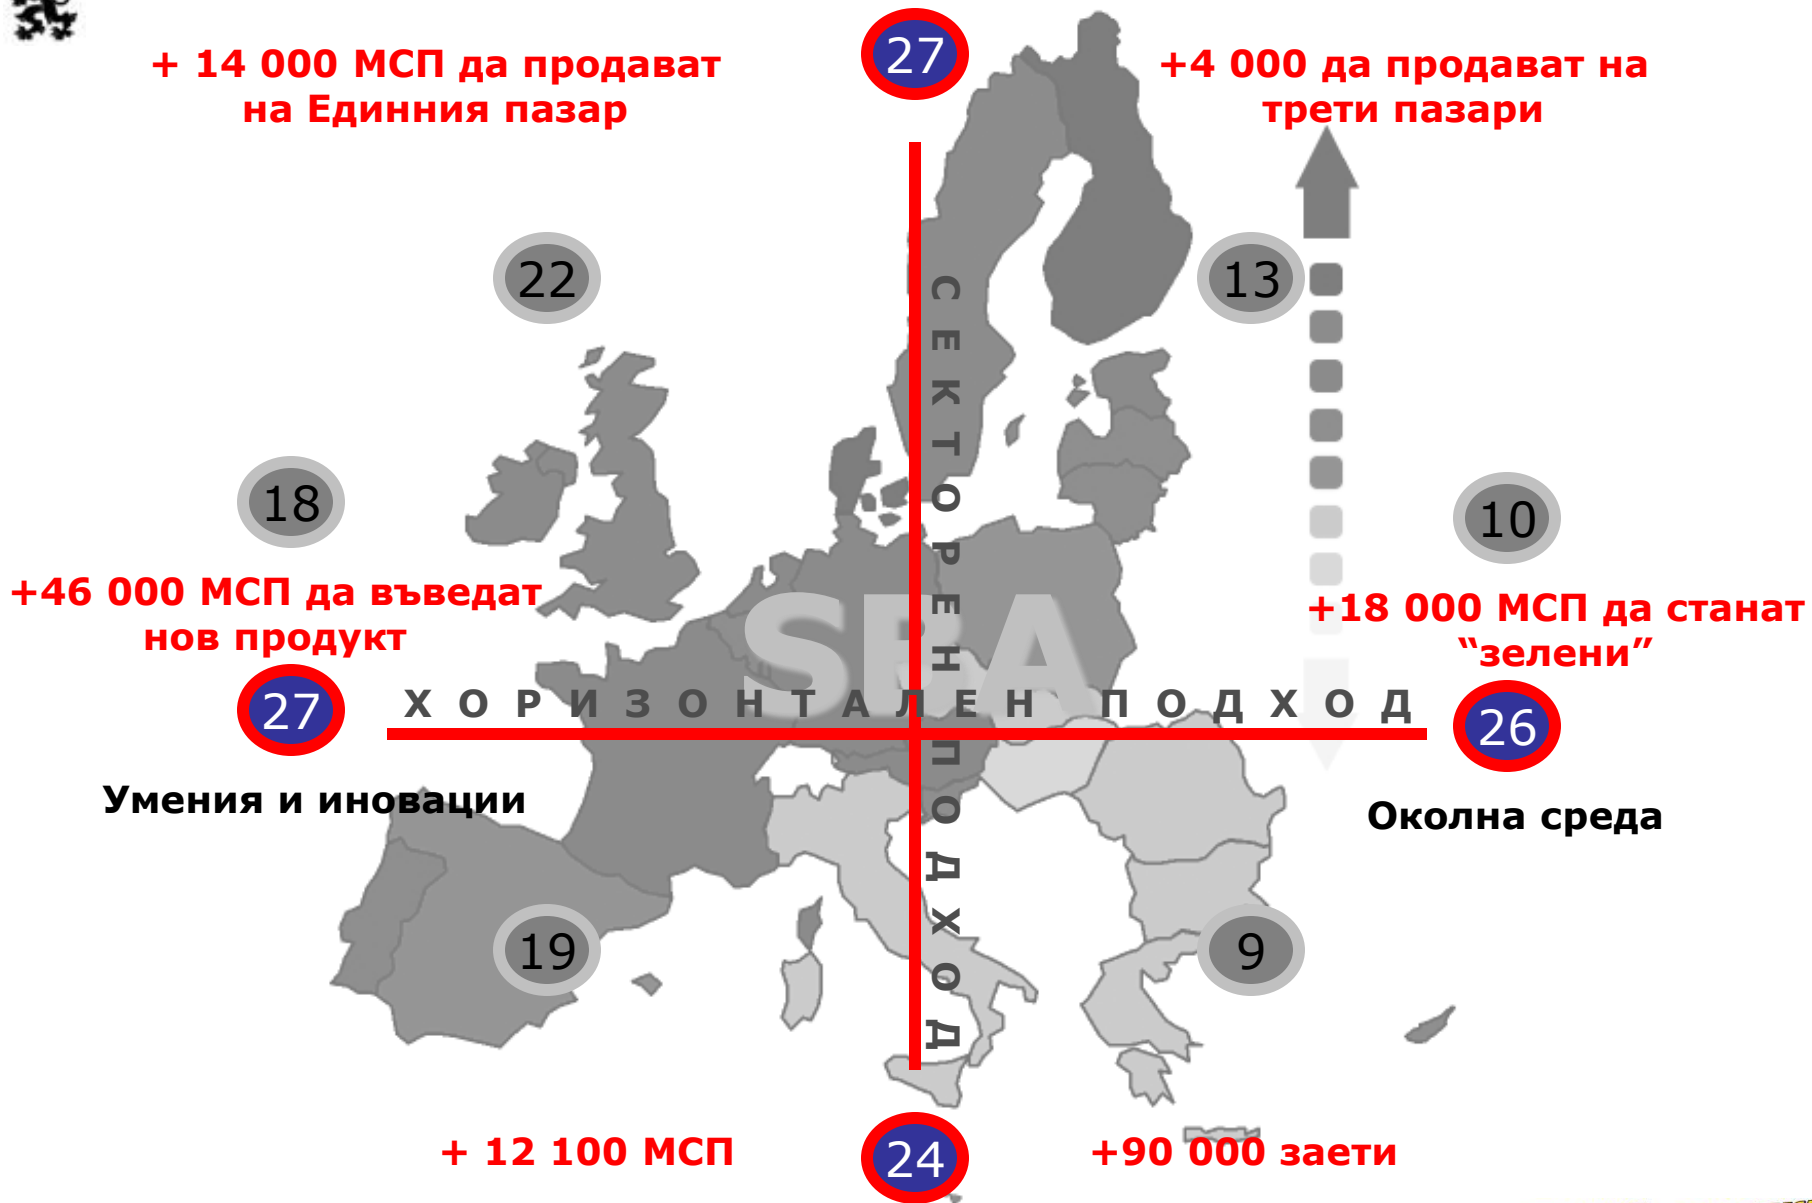 27
+ 14 000 МСП да продават
на Единния пазар
+4 000 да продават на
трети пазари
22
13
18
10
+46 000 МСП да въведат
нов продукт
+18 000 МСП да станат
“зелени”
SBA
27
ХОРИЗОНТАЛЕН ПОДХОД
26
СЕКТОРЕН ПОДХОД
Умения и иновации
Околна среда
19
9
+ 12 100 МСП
24
+90 000 заети